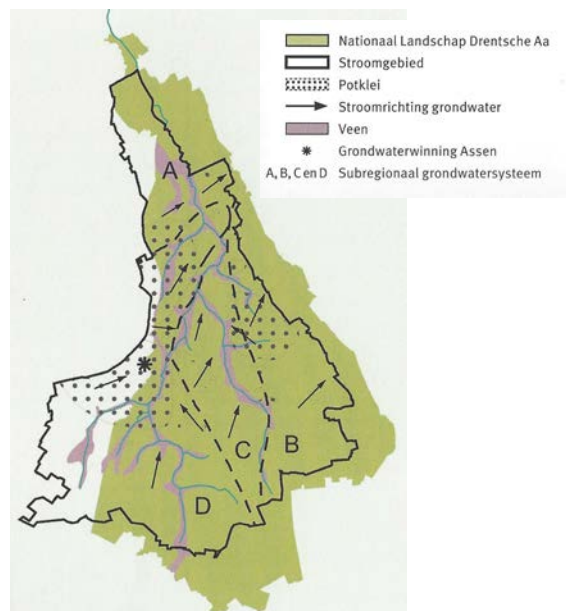 Nationaal Landschap Drentsche Aa
Stroomgebied
Potklei
Stroomrichting grondwater
Veen
Grondwaterwinning Assen
A, B, C en D Subregionaal grondwatersysteem
A
B
C
D